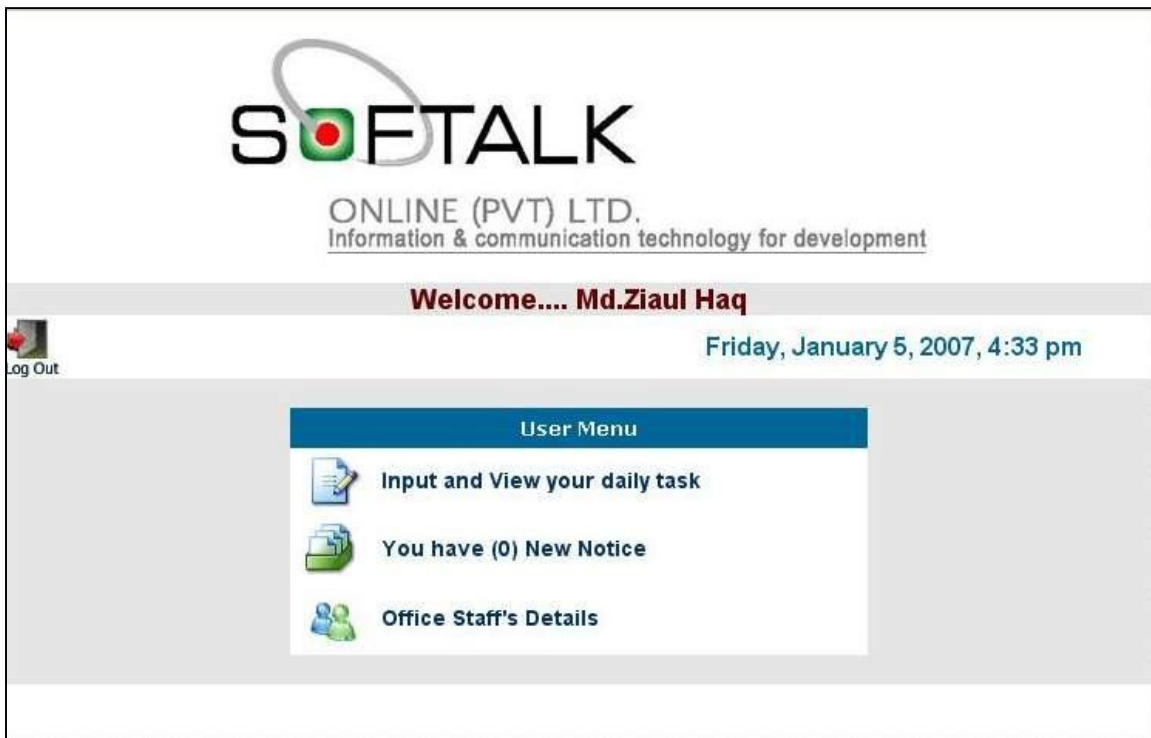 SOFTALK
ONLINE (PVT) LTD.
Information & communication technology for development
Welcome.... Md.Ziaul Haq
Log Out
Friday, January 5, 2007, 4:33 pm
User Menu
Input and View your daily task
You have (0) New Notice
Office Staff's Details